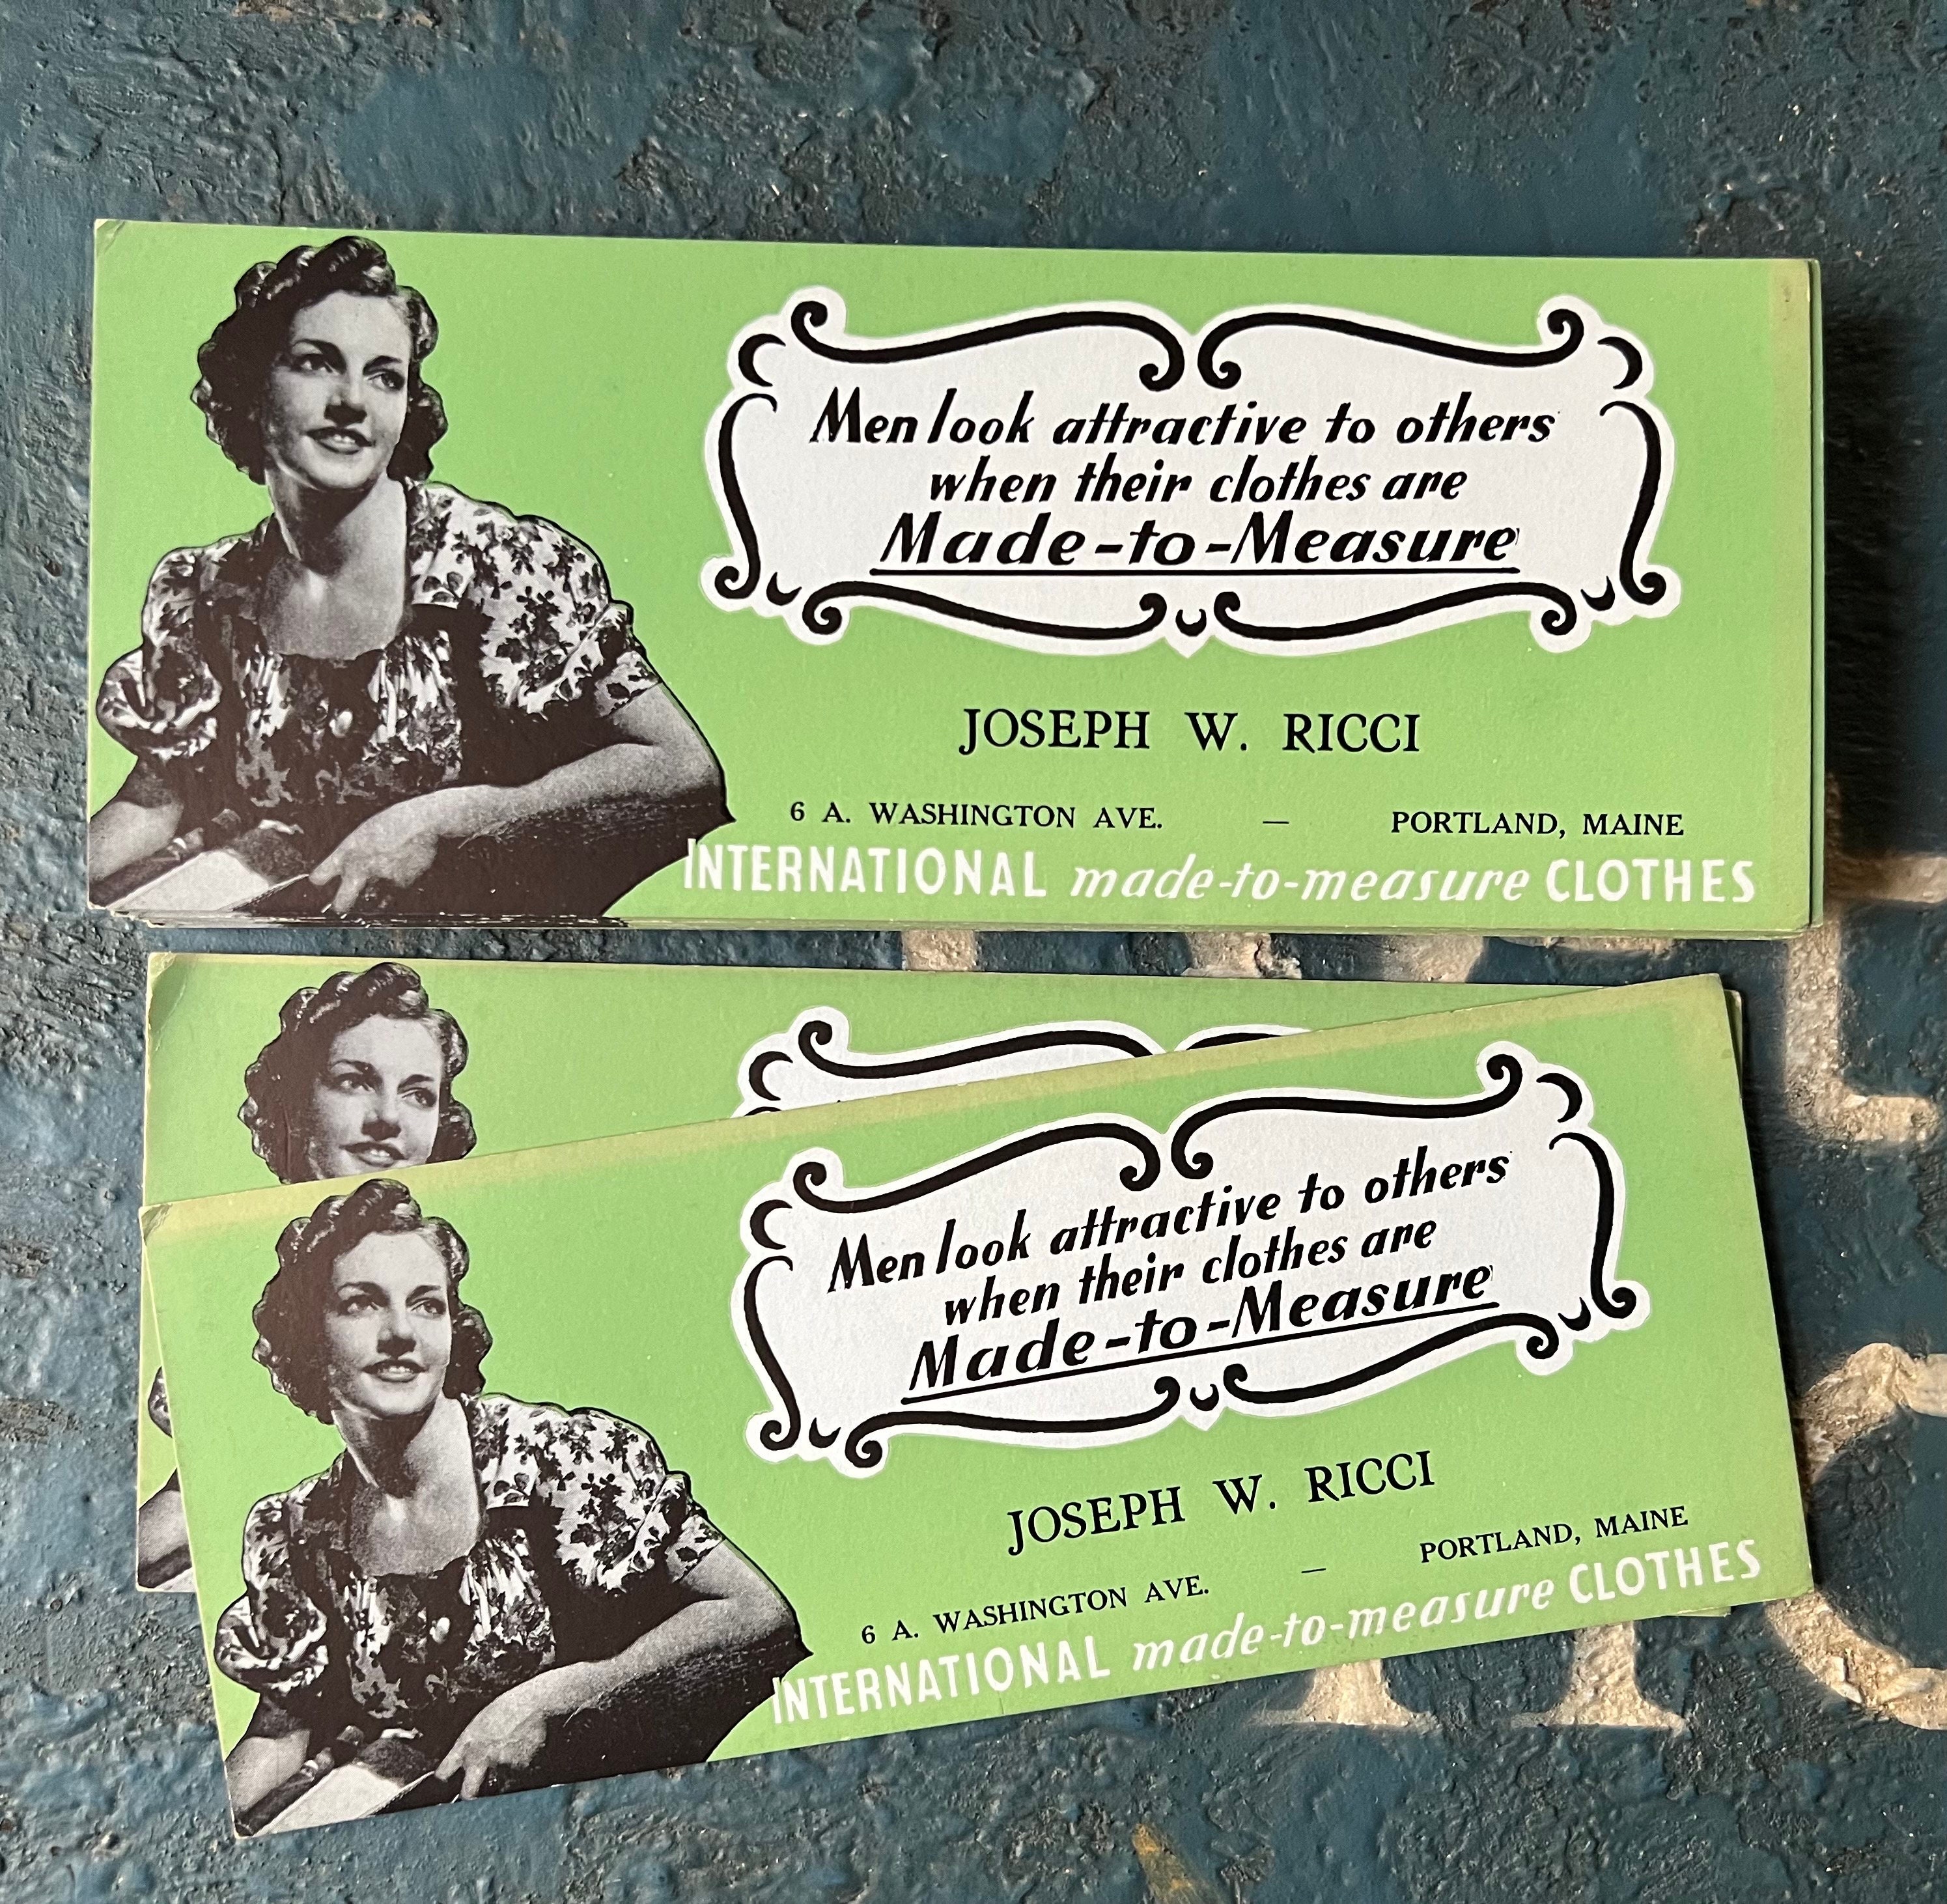 Men look attractive to others
when their clothes are
Made-to-Measure
JOSEPH W. RICCI
6 A. WASHINGTON AVE. — PORTLAND, MAINE
INTERNATIONAL made-to-measure CLOTHES
Men look attractive to others
when their clothes are
Made-to-Measure
JOSEPH W. RICCI
6 A. WASHINGTON AVE. — PORTLAND, MAINE
INTERNATIONAL made-to-measure CLOTHES